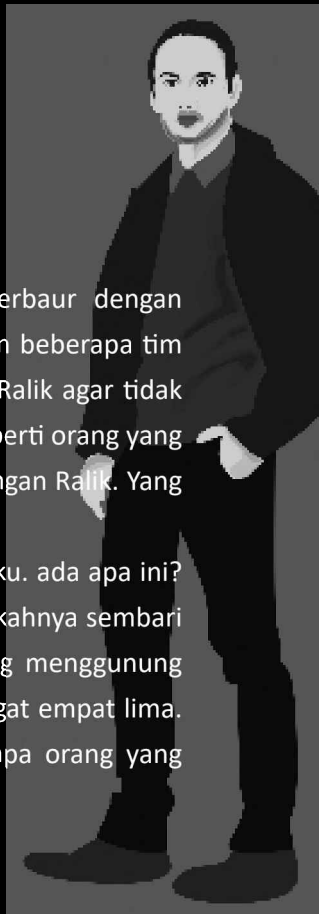 erbaur dengan
beberapa tim
Ralik agar tidak
perti orang yang
ngan Ralik. Yang
ku. ada apa ini?
kahnya sembari
menggunung
gat empat lima.
apa orang yang